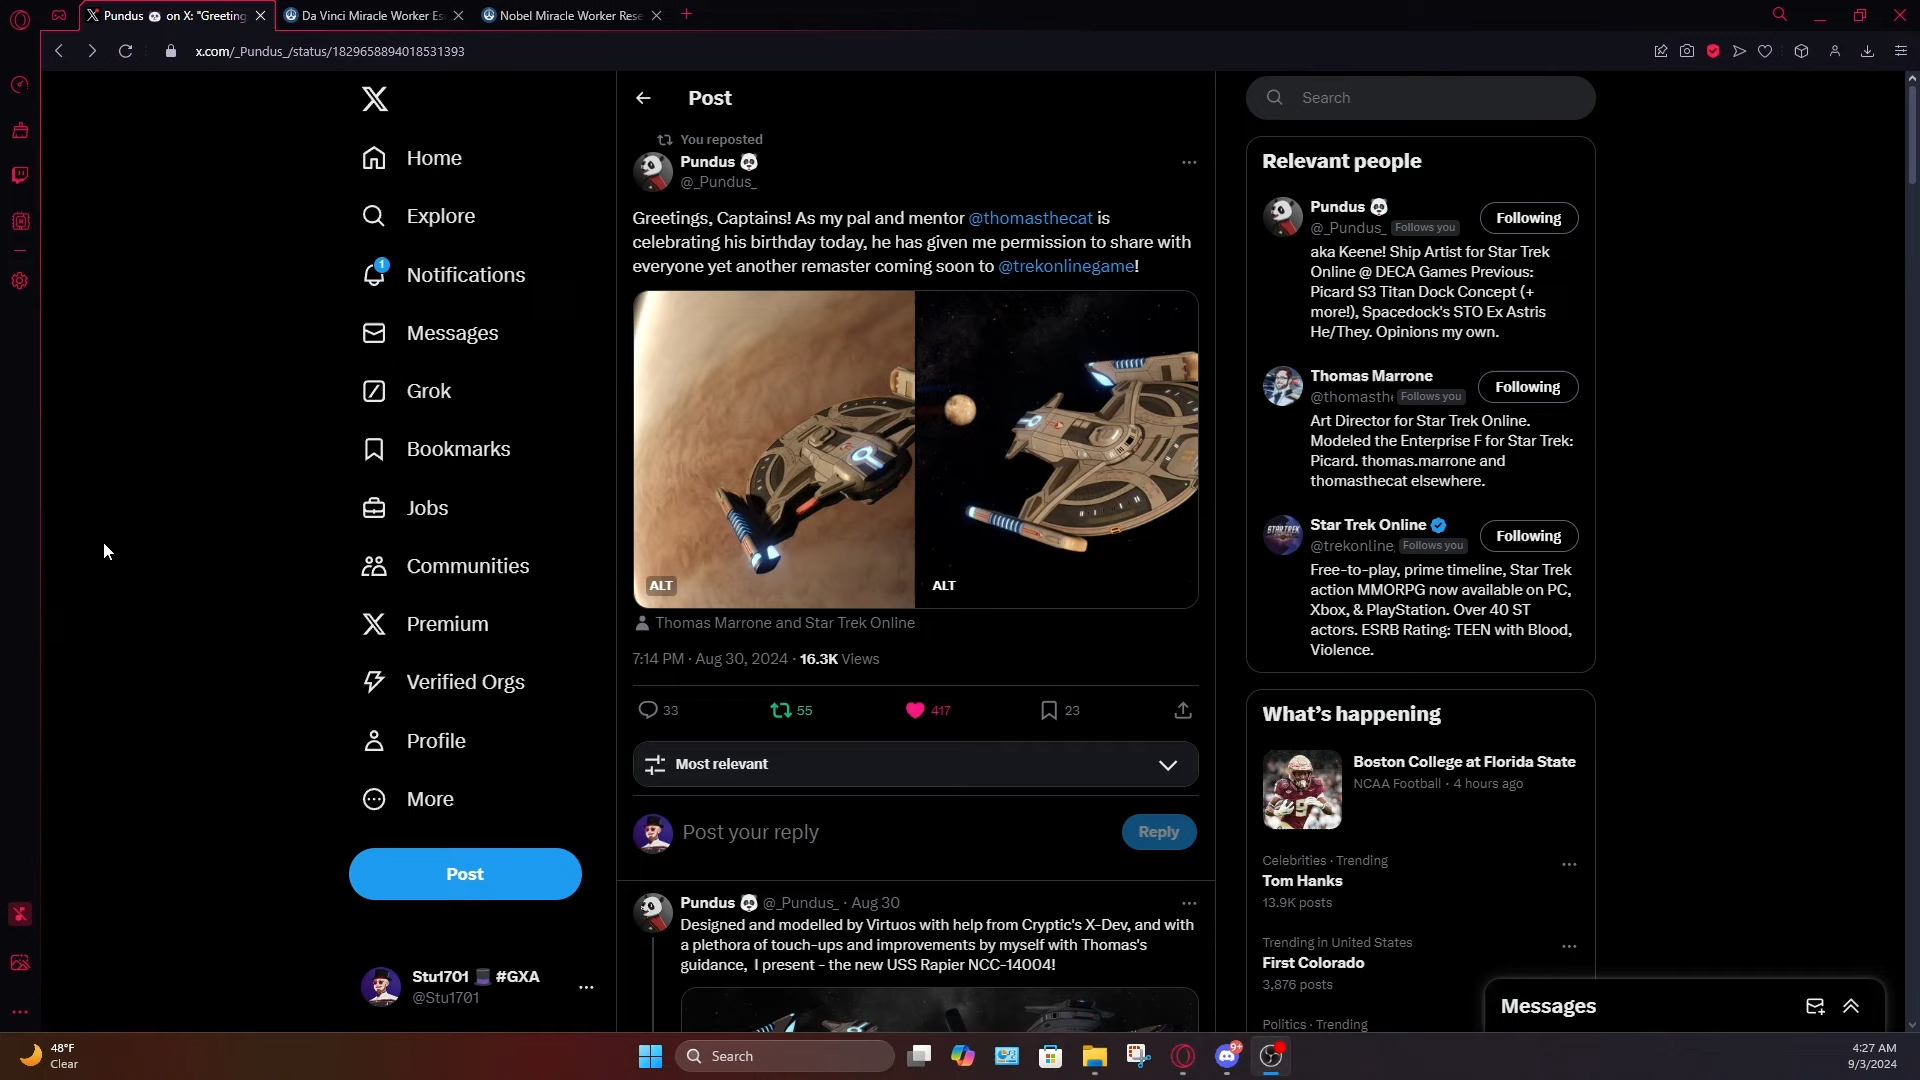 Pundus 🐼 on X: "Greeting
Da Vinci Miracle Worker Es
Nobel Miracle Worker Rese
x.com/_Pundus_/status/1829658894018531393
Home
Explore
1
Notifications
Messages
Grok
Bookmarks
Jobs
Communities
Premium
Verified Orgs
Profile
More
Post
Stu1701 🎩 #GXA
@Stu1701
Post
You reposted
Pundus 🐼
@_Pundus_
Greetings, Captains! As my pal and mentor @thomasthecat is
celebrating his birthday today, he has given me permission to share with
everyone yet another remaster coming soon to @trekonlinegame!
ALT
ALT
Thomas Marrone and Star Trek Online
7:14 PM · Aug 30, 2024 · 16.3K Views
33
55
417
23
Most relevant
Post your reply
Reply
Pundus 🐼 @_Pundus_ · Aug 30
Designed and modelled by Virtuos with help from Cryptic's X-Dev, and with
a plethora of touch-ups and improvements by myself with Thomas's
guidance, I present - the new USS Rapier NCC-14004!
Search
Relevant people
Pundus 🐼
@_Pundus_ Follows you
Following
aka Keene! Ship Artist for Star Trek
Online @ DECA Games Previous:
Picard S3 Titan Dock Concept (+
more!), Spacedock's STO Ex Astris
He/They. Opinions my own.
Thomas Marrone
@thomasthe Follows you
Following
Art Director for Star Trek Online.
Modeled the Enterprise F for Star Trek:
Picard. thomas.marrone and
thomasthecat elsewhere.
STAR TREK
Star Trek Online
@trekonline Follows you
Following
Free-to-play, prime timeline, Star Trek
action MMORPG now available on PC,
Xbox, & PlayStation. Over 40 ST
actors. ESRB Rating: TEEN with Blood,
Violence.
What's happening
Boston College at Florida State
NCAA Football · 4 hours ago
Celebrities · Trending
Tom Hanks
13.9K posts
Trending in United States
First Colorado
3,876 posts
Politics · Trending
Messages
48°F
Clear
Search
9+
4:27 AM
9/3/2024